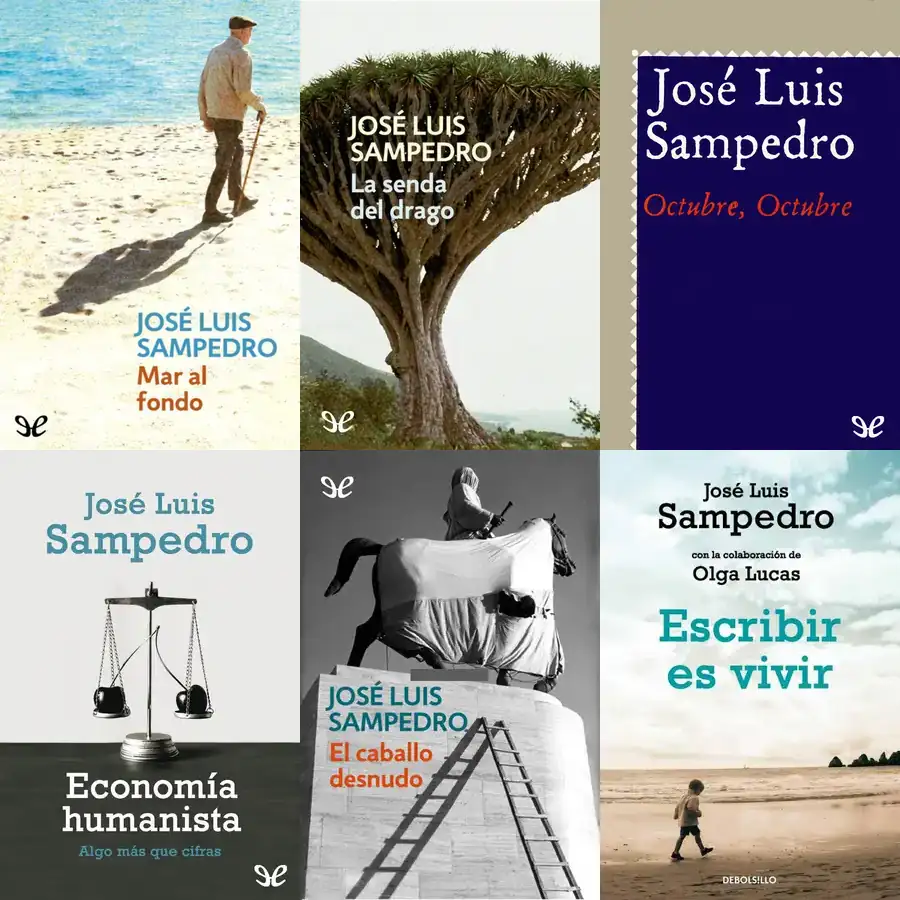 JOSÉ LUIS
SAMPEDRO
Mar al
fondo
JOSÉ LUIS
SAMPEDRO
La senda
del drago
José Luis
Sampedro
Octubre, Octubre
José Luis
Sampedro
Economía
humanista
Algo más que cifras
JOSÉ LUIS
SAMPEDRO
El caballo
desnudo
José Luis
Sampedro
con la colaboración de
Olga Lucas
Escribir
es vivir
DEBOLS!LLO